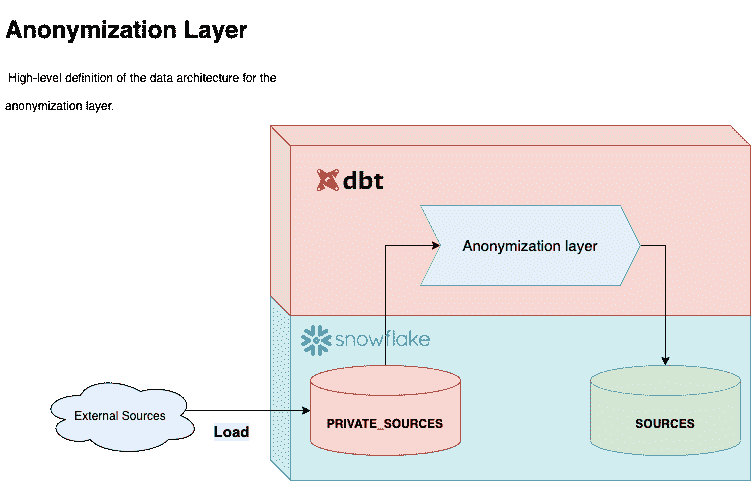 Anonymization Layer
High-level definition of the data architecture for the
anonymization layer.
dbt
Anonymization layer
snowflake
External Sources
Load
PRIVATE_SOURCES
SOURCES